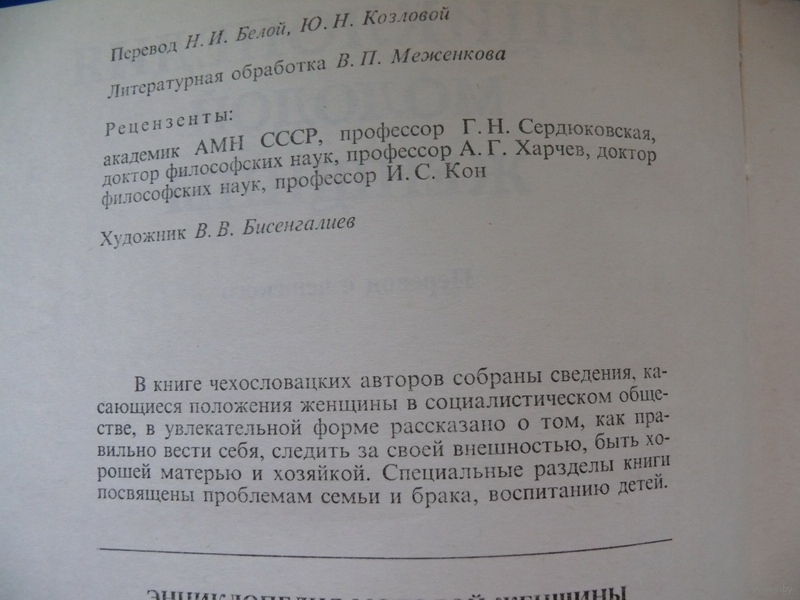 Перевод Н. И. Белой, Ю. Н. Козловой
Литературная обработка В. П. Меженкова
Рецензенты:
академик АМН СССР, профессор Г. Н. Сердюковская,
доктор философских наук, профессор А. Г. Харчев, доктор
философских наук, профессор И. С. Кон
Художник В. В. Бисенгалиев
В книге чехословацких авторов собраны сведения, ка-
сающиеся положения женщины в социалистическом обще-
стве, в увлекательной форме рассказано о том, как пра-
вильно вести себя, следить за своей внешностью, быть хо-
рошей матерью и хозяйкой. Специальные разделы книги
посвящены проблемам семьи и брака, воспитанию детей.
ЭНЦИКЛОПЕДИЯ МОЛОДОЙ ЖЕНЩИНЫ